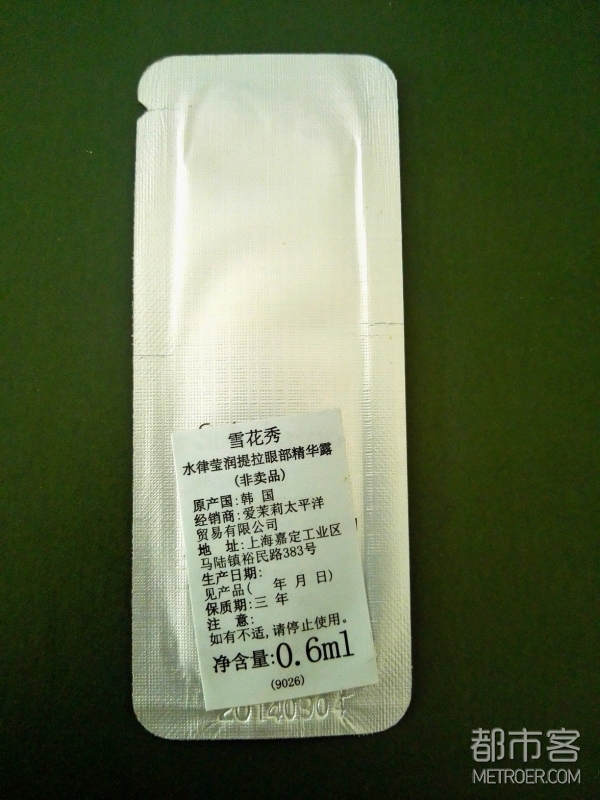 雪花秀
水律莹润提拉眼部精华露
(非卖品)
原产国:韩 国
经销商:爱茉莉太平洋
贸易有限公司
地 址:上海嘉定工业区
马陆镇裕民路383号
生产日期:
见产品( 年 月 日)
保质期:三 年
注 意:
如有不适,请停止使用。
净含量:0.6ml
(9026)
都市客
METROER.COM